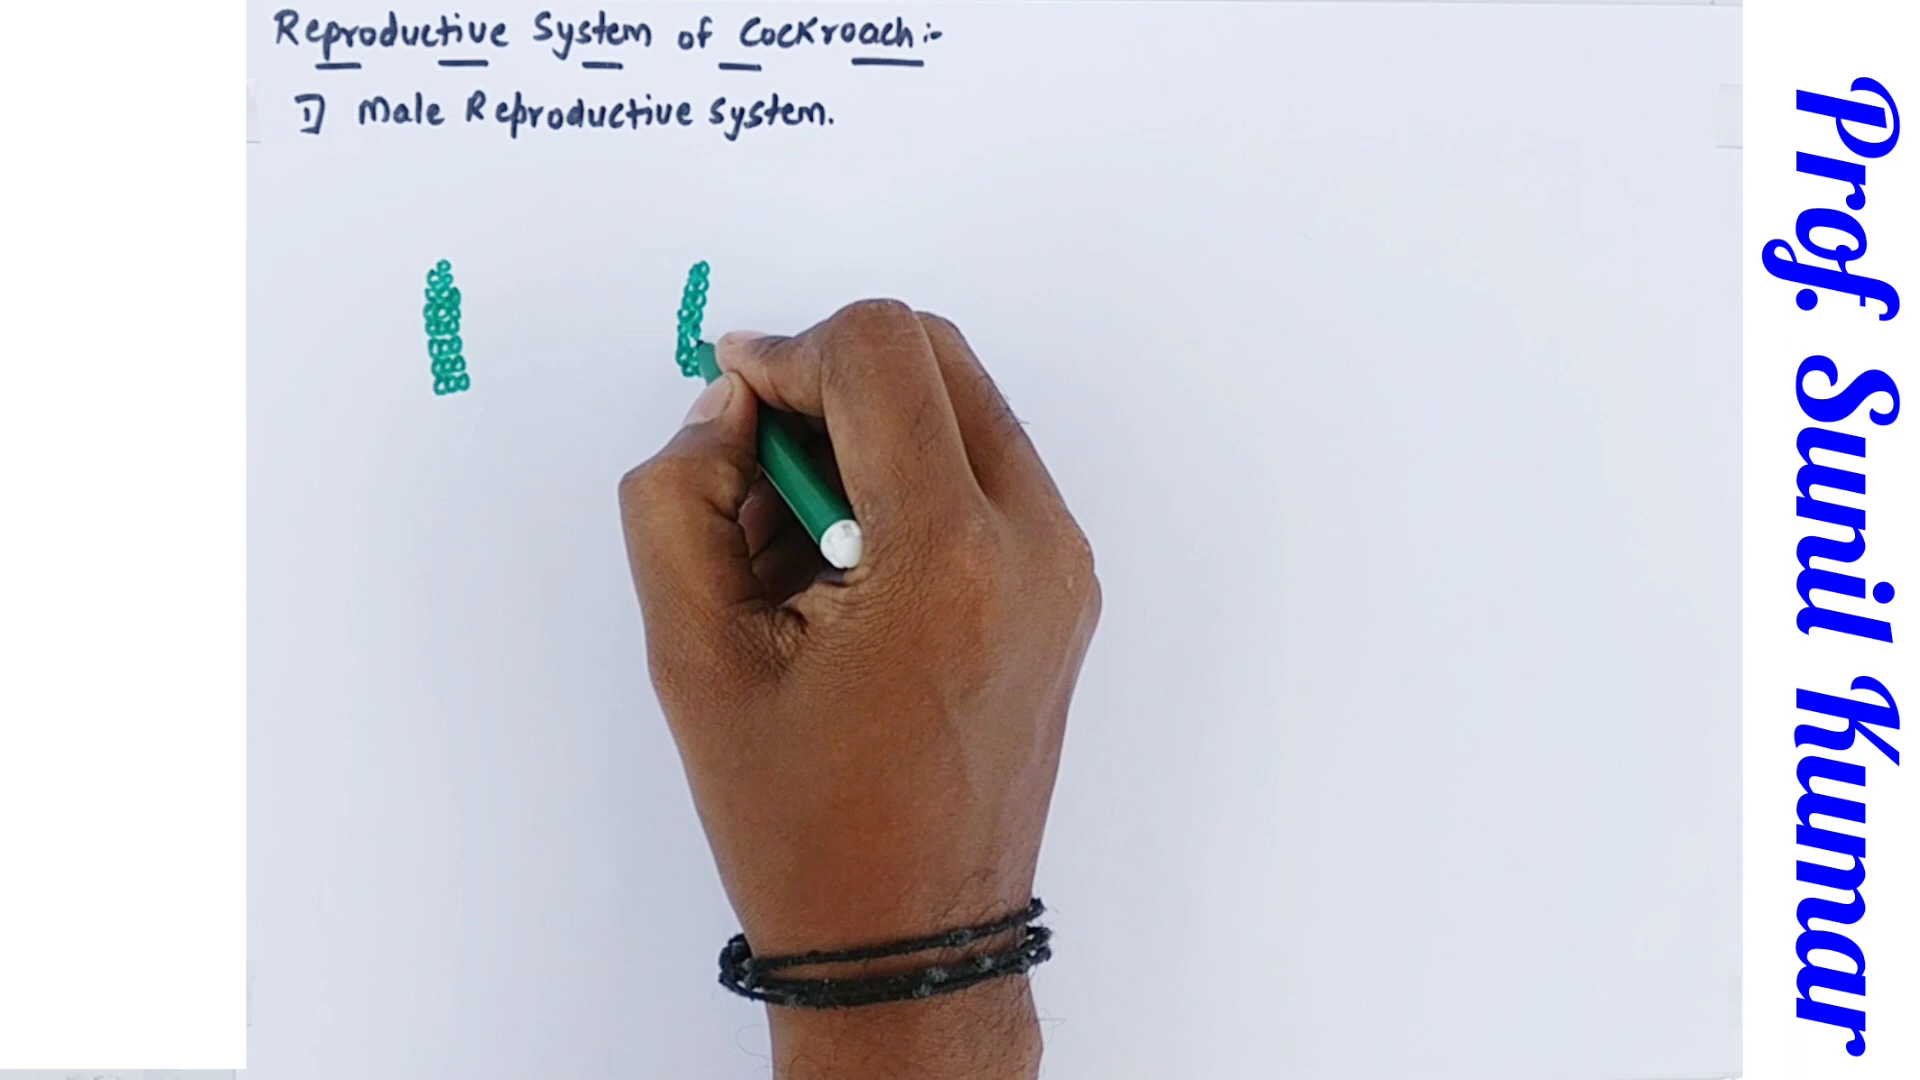 Reproductive System of Cockroach:-
1] Male Reproductive System.
Prof. Sunil Kumar